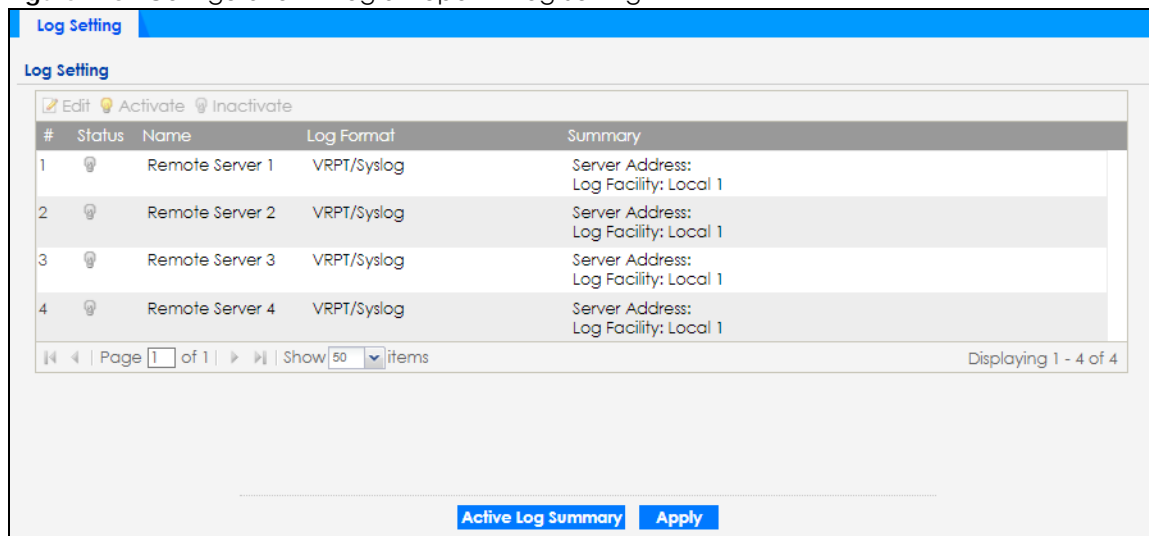 Log Setting
Log Setting
Edit Activate Inactivate
# Status Name Log Format Summary
1 Remote Server 1 VRPT/Syslog Server Address:
Log Facility: Local 1
2 Remote Server 2 VRPT/Syslog Server Address:
Log Facility: Local 1
3 Remote Server 3 VRPT/Syslog Server Address:
Log Facility: Local 1
4 Remote Server 4 VRPT/Syslog Server Address:
Log Facility: Local 1
Page 1 of 1 Show 50 items Displaying 1 - 4 of 4
Active Log Summary Apply